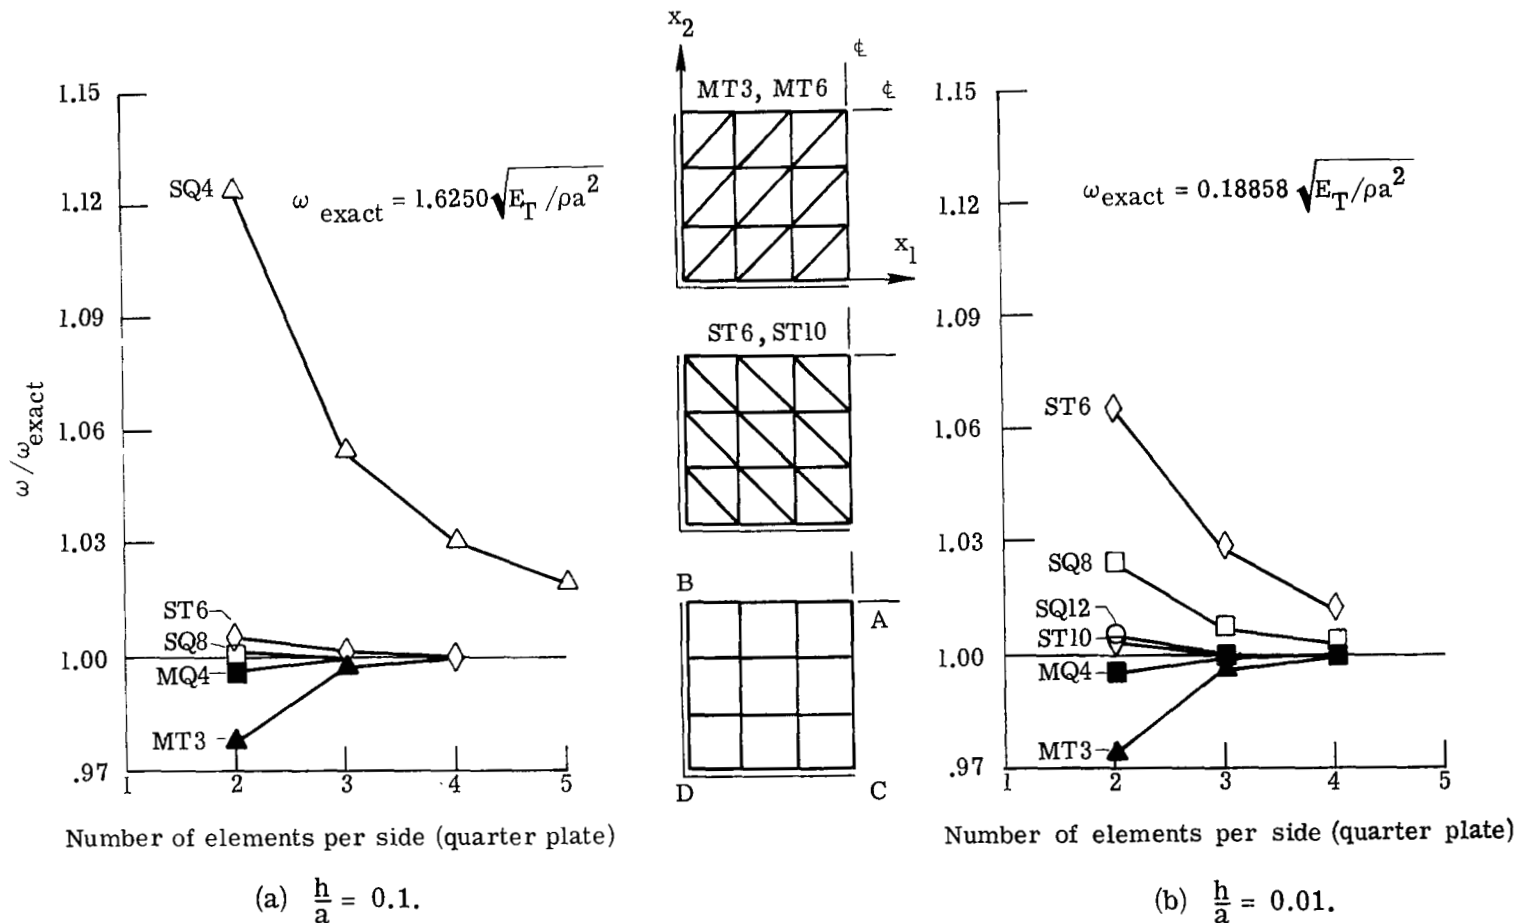 ω/ω_exact
1.15
1.12
1.09
1.06
1.03
1.00
.97
1
2
3
4
5
SQ4
ω_exact = 1.6250 √(E_T/ρa²)
ST6
SQ8
MQ4
MT3
Number of elements per side (quarter plate)
(a) h/a = 0.1.
x₂
℄
MT3, MT6
℄
x₁
ST6, ST10
B
A
D
C
1.15
1.12
1.09
1.06
1.03
1.00
.97
1
2
3
4
5
ω_exact = 0.18858 √(E_T/ρa²)
ST6
SQ8
SQ12
ST10
MQ4
MT3
Number of elements per side (quarter plate)
(b) h/a = 0.01.